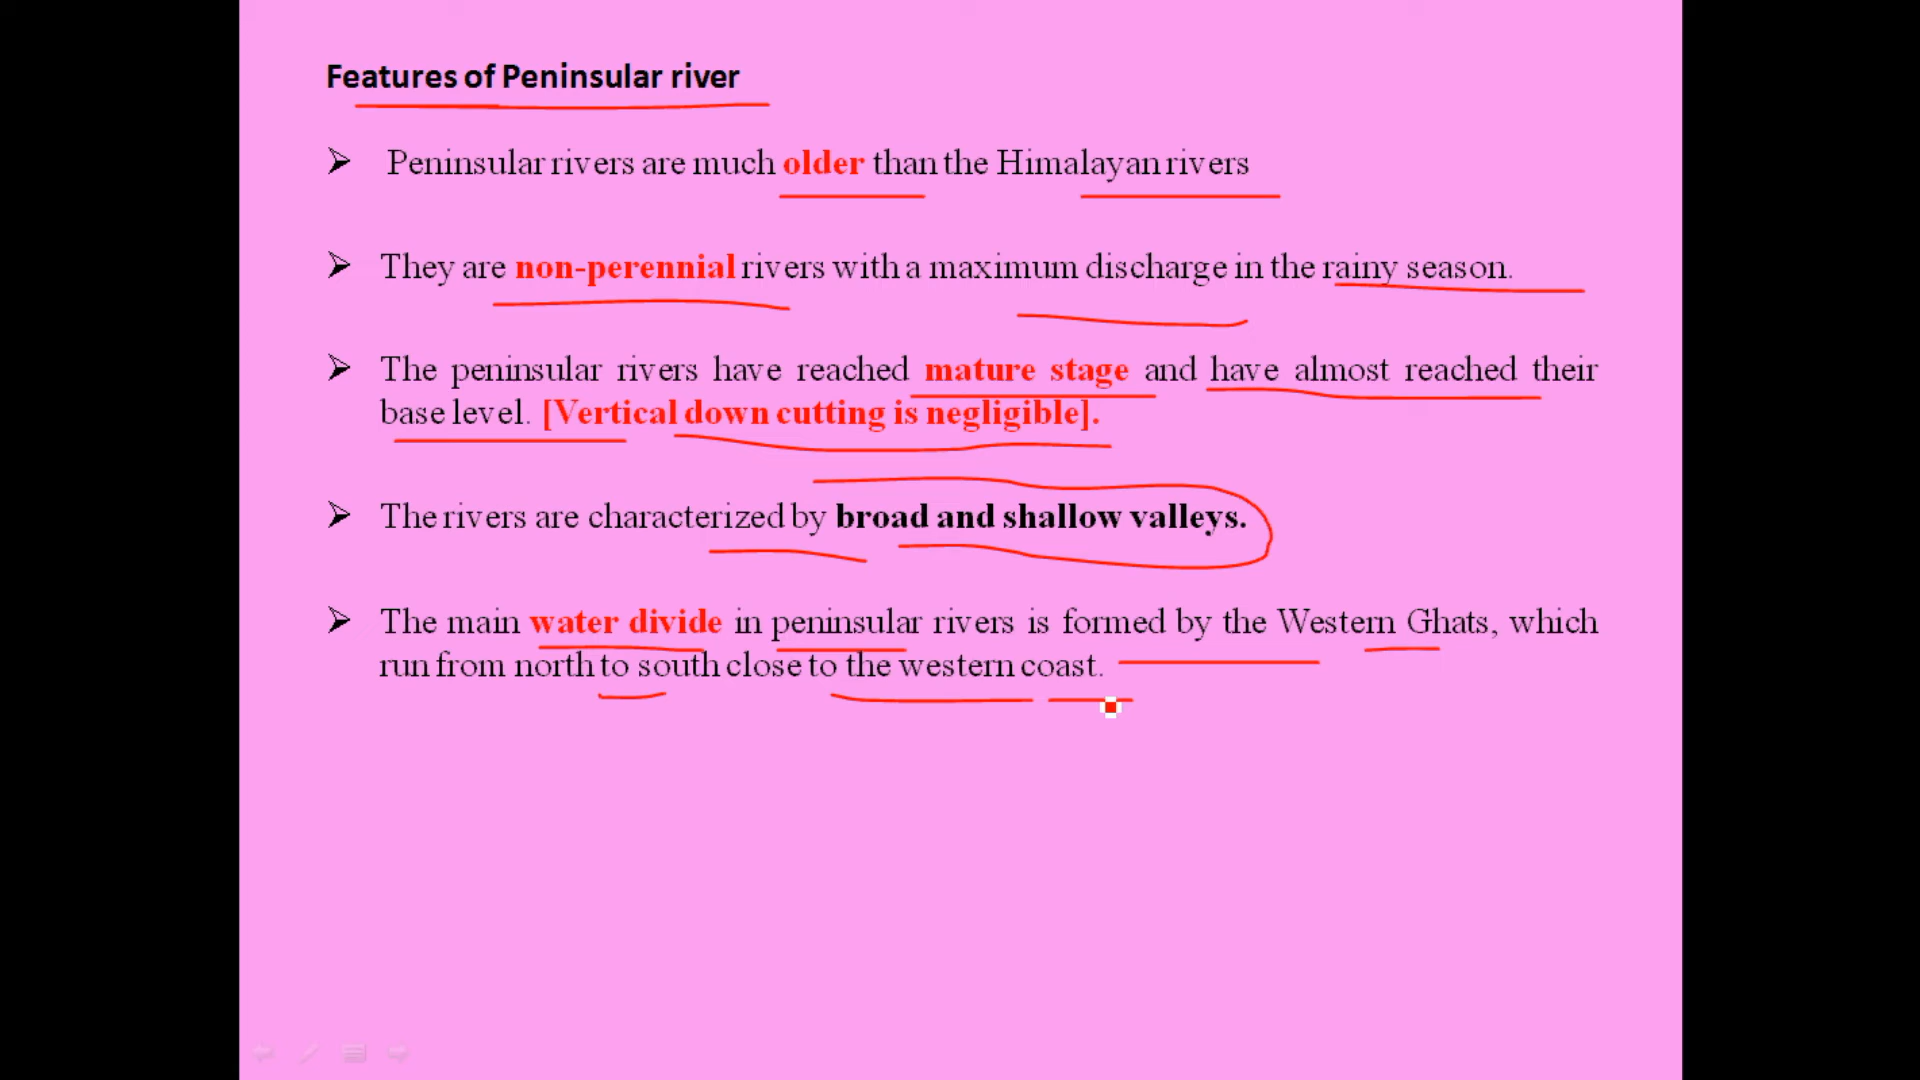 Features of Peninsular river
➢ Peninsular rivers are much older than the Himalayan rivers
➢ They are non-perennial rivers with a maximum discharge in the rainy season.
➢ The peninsular rivers have reached mature stage and have almost reached their
base level. [Vertical down cutting is negligible].
➢ The rivers are characterized by broad and shallow valleys.
➢ The main water divide in peninsular rivers is formed by the Western Ghats, which
run from north to south close to the western coast.